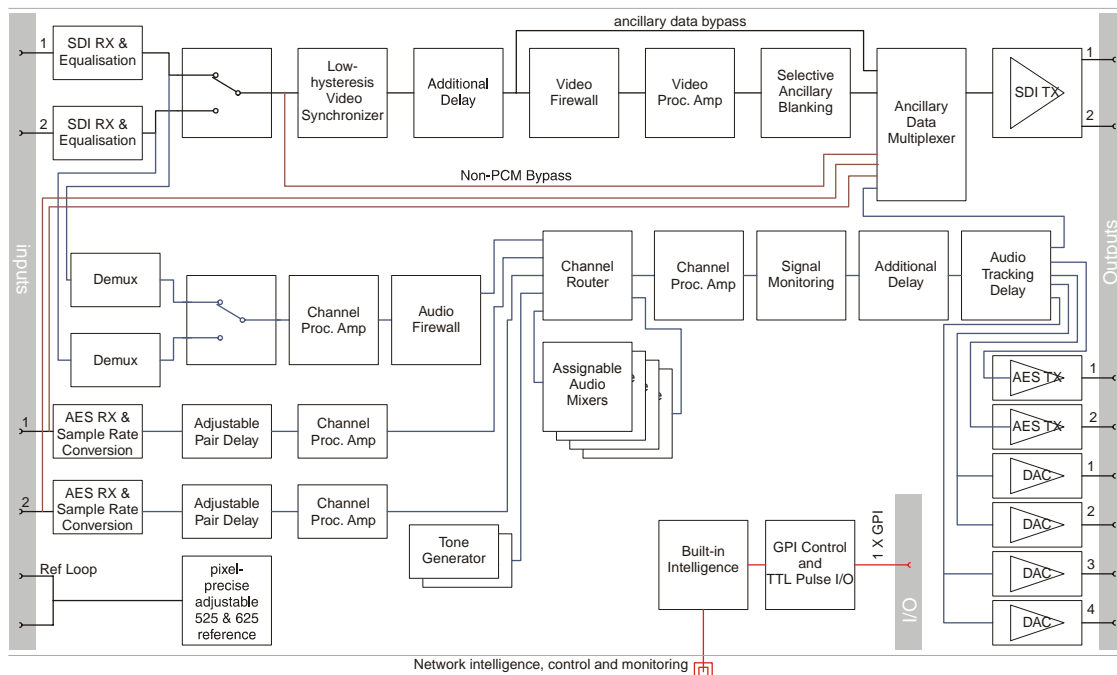 ancillary data bypass
1
SDI RX &
Equalisation
2
SDI RX &
Equalisation
Low-
hysteresis
Video
Synchronizer
Additional
Delay
Video
Firewall
Video
Proc. Amp
Selective
Ancillary
Blanking
Ancillary
Data
Multiplexer
SDI TX
1
2
Non-PCM Bypass
inputs
Outputs
Demux
Demux
Channel
Proc. Amp
Audio
Firewall
Channel
Router
Channel
Proc. Amp
Signal
Monitoring
Additional
Delay
Audio
Tracking
Delay
Assignable
Audio
Mixers
e
e
1
AES RX &
Sample Rate
Conversion
Adjustable
Pair Delay
Channel
Proc. Amp
2
AES RX &
Sample Rate
Conversion
Adjustable
Pair Delay
Channel
Proc. Amp
Tone
Generator
AES TX
1
AES TX
2
DAC
1
DAC
2
DAC
3
DAC
4
Ref Loop
pixel-
precise
adjustable
525 & 625
reference
Built-in
Intelligence
GPI Control
and
TTL Pulse I/O
1 X GPI
I/O
Network intelligence, control and monitoring